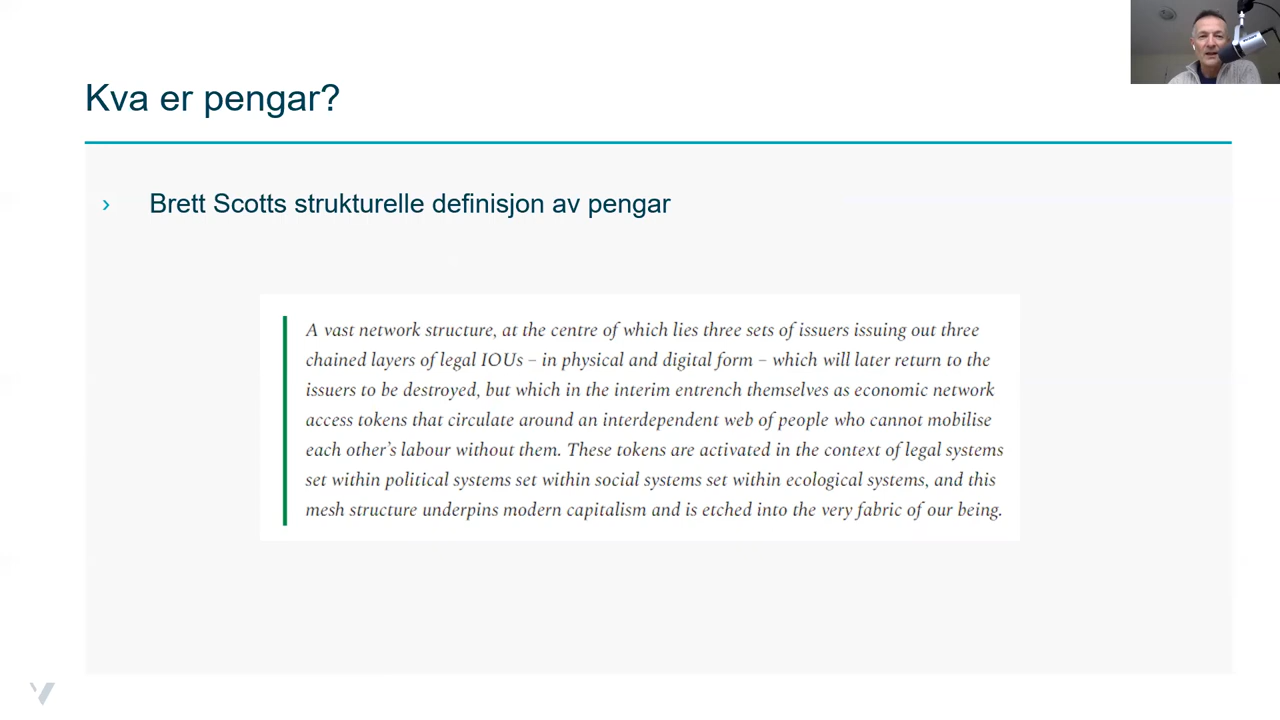 Kva er pengar?
› Brett Scotts strukturelle definisjon av pengar
A vast network structure, at the centre of which lies three sets of issuers issuing out three
chained layers of legal IOUs – in physical and digital form – which will later return to the
issuers to be destroyed, but which in the interim entrench themselves as economic network
access tokens that circulate around an interdependent web of people who cannot mobilise
each other's labour without them. These tokens are activated in the context of legal systems
set within political systems set within social systems set within ecological systems, and this
mesh structure underpins modern capitalism and is etched into the very fabric of our being.